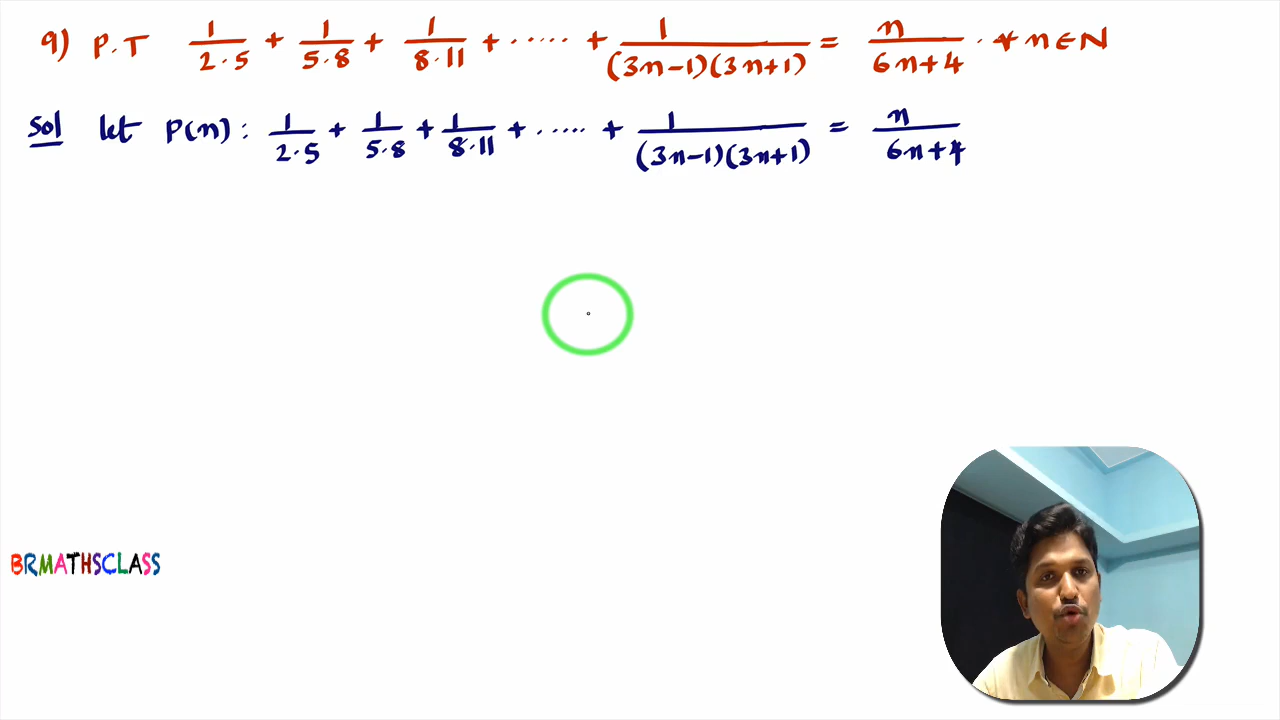 9) P.T 1/2·5 + 1/5·8 + 1/8·11 + ..... + 1/(3n-1)(3n+1) = n/6n+4 . ∀ n ∈ N
Sol let P(n): 1/2·5 + 1/5·8 + 1/8·11 + ..... + 1/(3n-1)(3n+1) = n/6n+4
BRMATHSCLASS